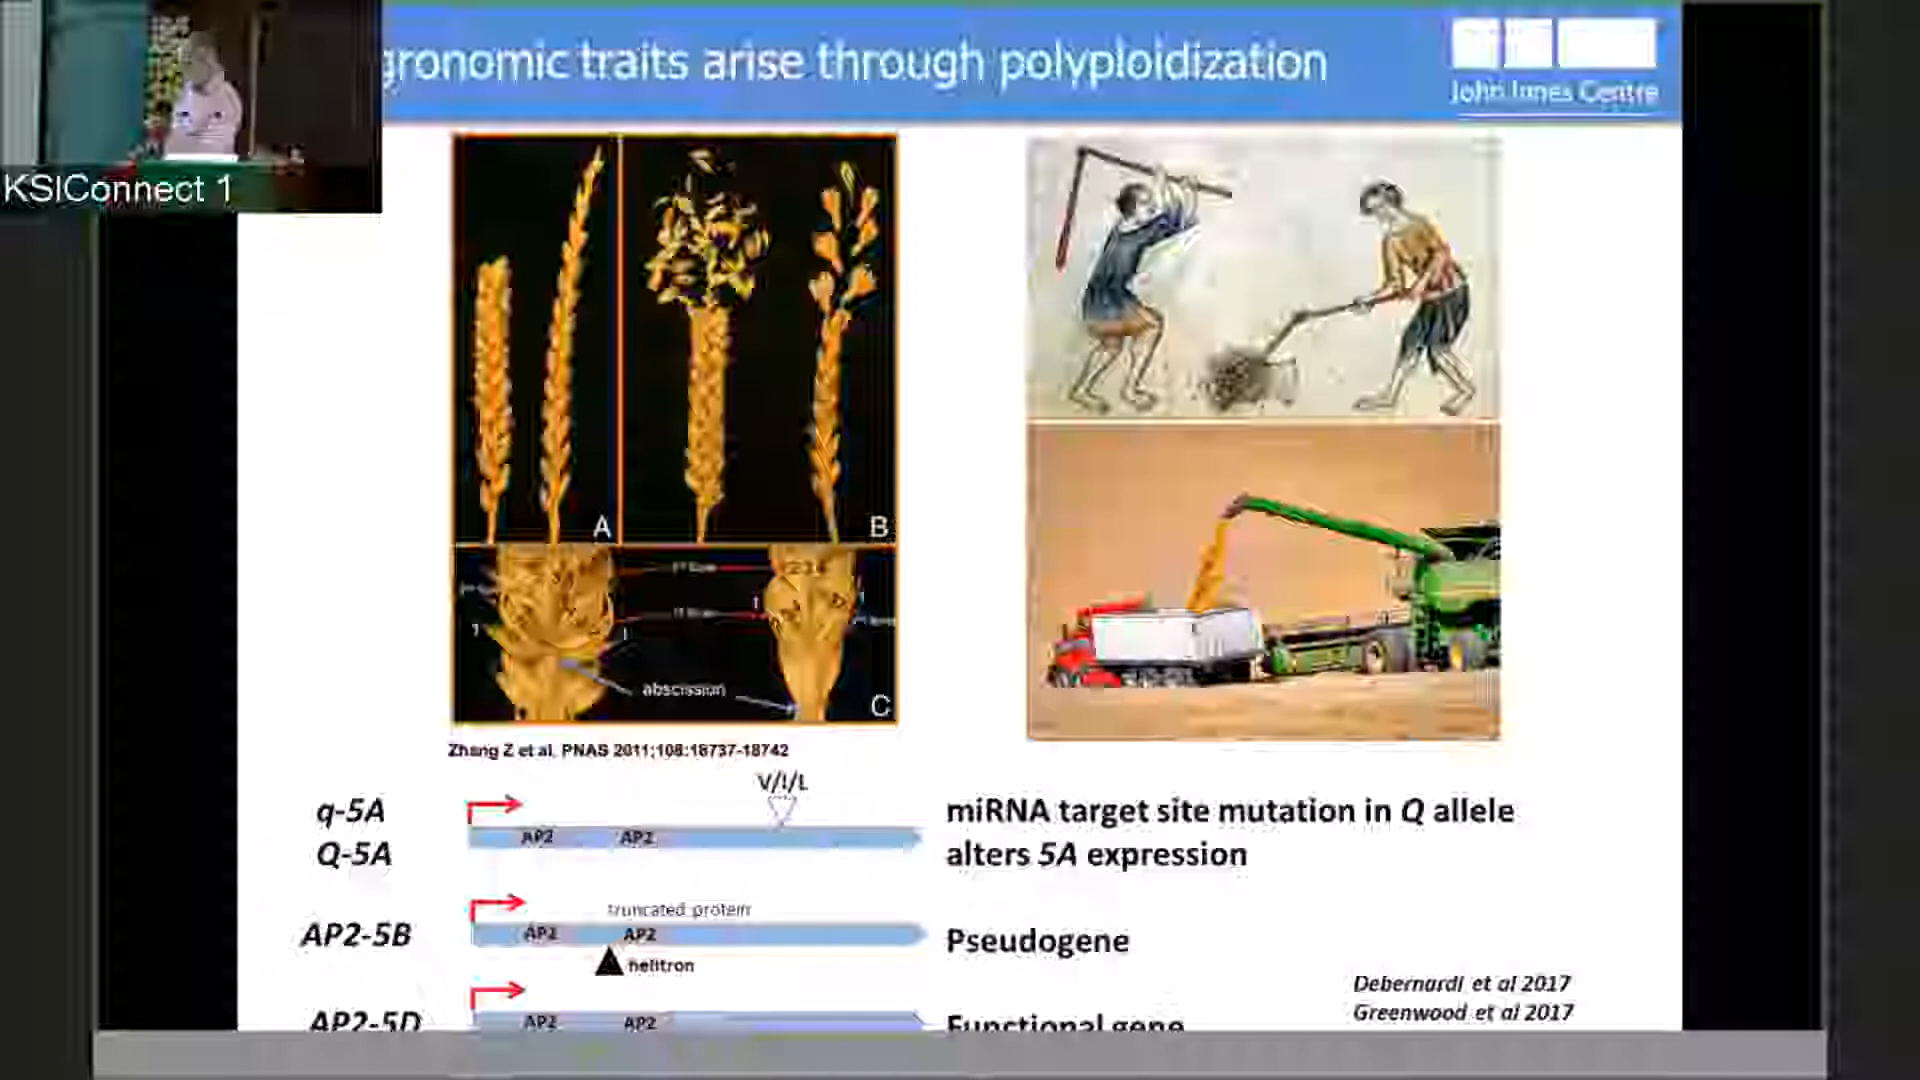 gronomic traits arise through polyploidization
John Innes Centre
KSIConnect 1
A
B
abscission
C
Zhang Z et al. PNAS 2011;108:18737-18742
V/I/L
q-5A
Q-5A
AP2 AP2
miRNA target site mutation in Q allele
alters 5A expression
truncated protein
AP2-5B
AP2 AP2
helitron
Pseudogene
Debernardi et al 2017
Greenwood et al 2017
AP2-5D
AP2 AP2
Functional gene